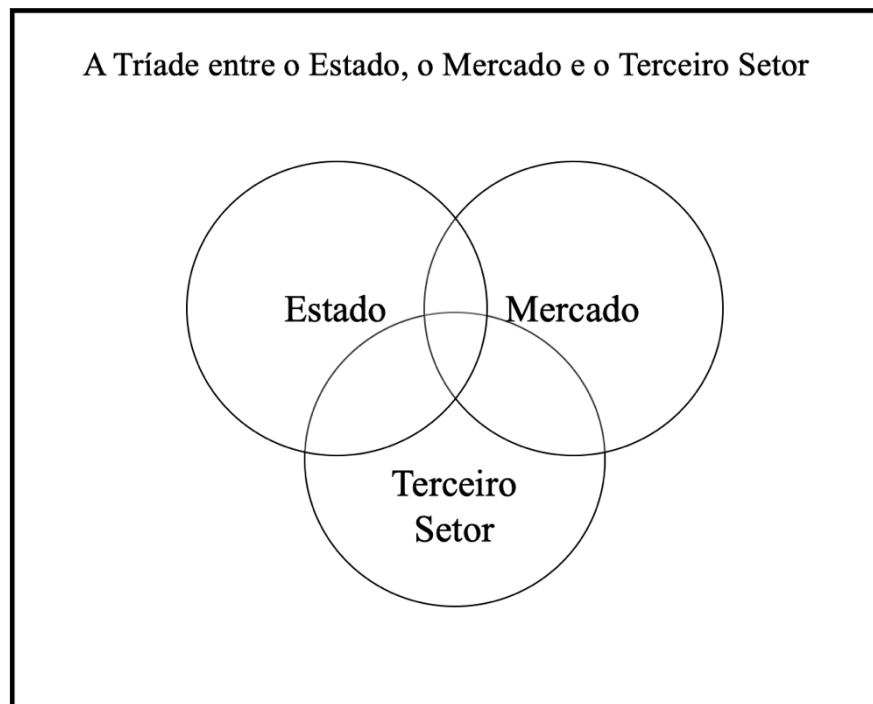 A Tríade entre o Estado, o Mercado e o Terceiro Setor
Estado
Mercado
Terceiro
Setor